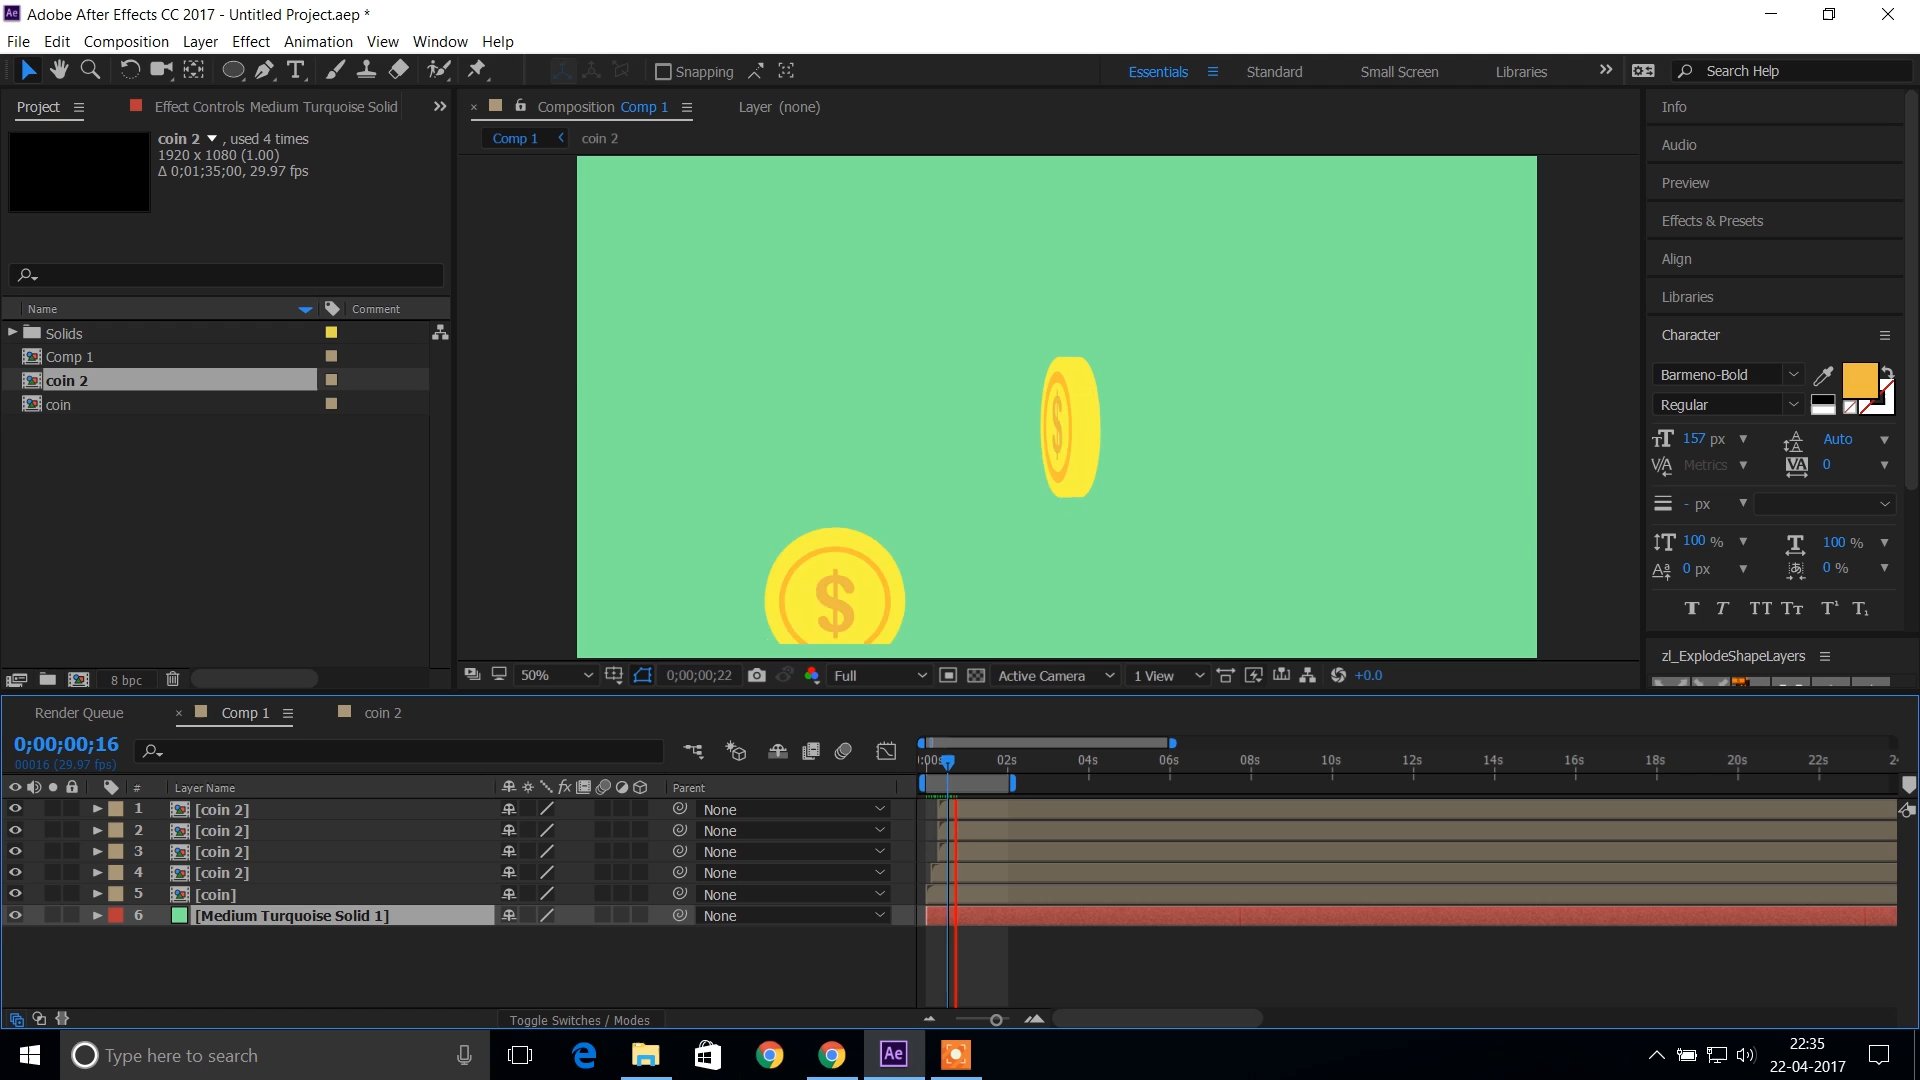 Ae Adobe After Effects CC 2017 - Untitled Project.aep *
File Edit Composition Layer Effect Animation View Window Help
Snapping Essentials Standard Small Screen Libraries Search Help
Project Effect Controls Medium Turquoise Solid Composition Comp 1 Layer (none) Info
coin 2 , used 4 times Comp 1 coin 2 Audio
1920 x 1080 (1.00)
Δ 0;01;35;00, 29.97 fps
Preview
Effects & Presets
Align
Libraries
Name Comment
Solids
Comp 1
coin 2
coin
Character
Barmeno-Bold
Regular
157 px Auto
Metrics 0
- px
100 % 100 %
0 px 0 %
T T TT Tт T¹ T₁
zl_ExplodeShapeLayers
$
$
8 bpc 50% 0;00;00;22 Full Active Camera 1 View +0.0
Render Queue Comp 1 coin 2
0;00;00;16
00016 (29.97 fps)
02s 04s 06s 08s 10s 12s 14s 16s 18s 20s 22s
# Layer Name fx Parent
1 [coin 2] None
2 [coin 2] None
3 [coin 2] None
4 [coin 2] None
5 [coin] None
6 [Medium Turquoise Solid 1] None
Toggle Switches / Modes
Type here to search Ae 22:35
22-04-2017